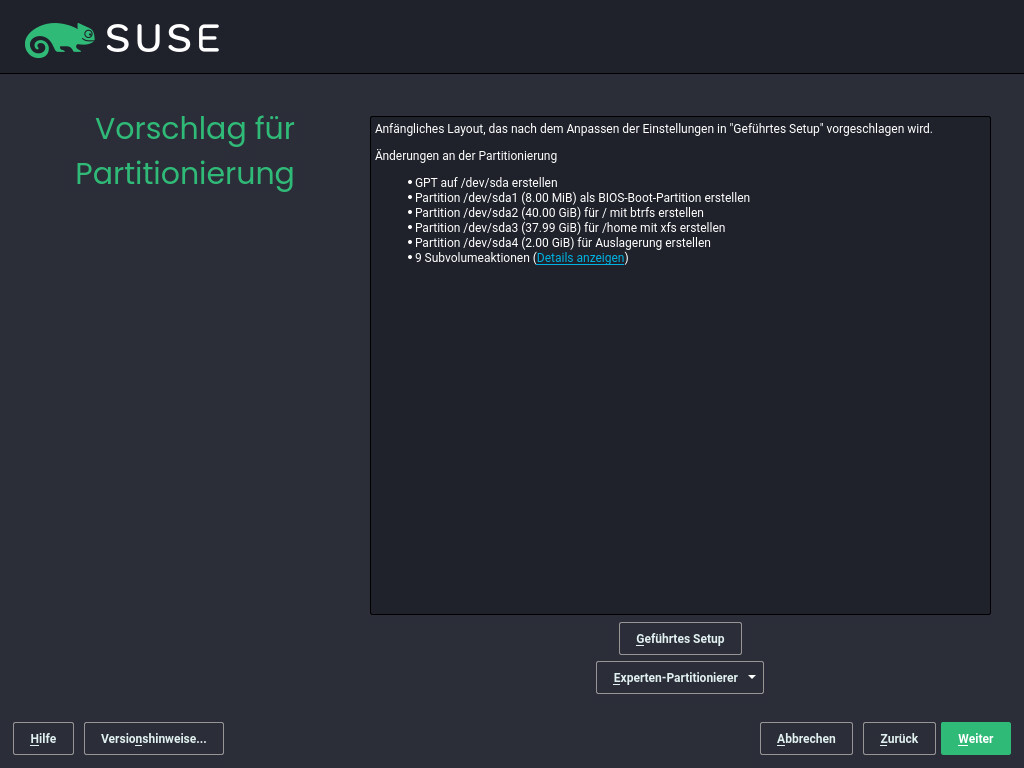 SUSE
Vorschlag für
Partitionierung
Anfängliches Layout, das nach dem Anpassen der Einstellungen in "Geführtes Setup" vorgeschlagen wird.
Änderungen an der Partitionierung
• GPT auf /dev/sda erstellen
• Partition /dev/sda1 (8.00 MiB) als BIOS-Boot-Partition erstellen
• Partition /dev/sda2 (40.00 GiB) für / mit btrfs erstellen
• Partition /dev/sda3 (37.99 GiB) für /home mit xfs erstellen
• Partition /dev/sda4 (2.00 GiB) für Auslagerung erstellen
• 9 Subvolumeaktionen (Details anzeigen)
Geführtes Setup
Experten-Partitionierer
Hilfe
Versionshinweise...
Abbrechen
Zurück
Weiter